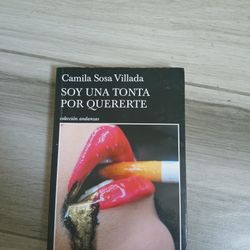 Camila Sosa Villada
SOY UNA TONTA
POR QUERERTE
colección andanzas